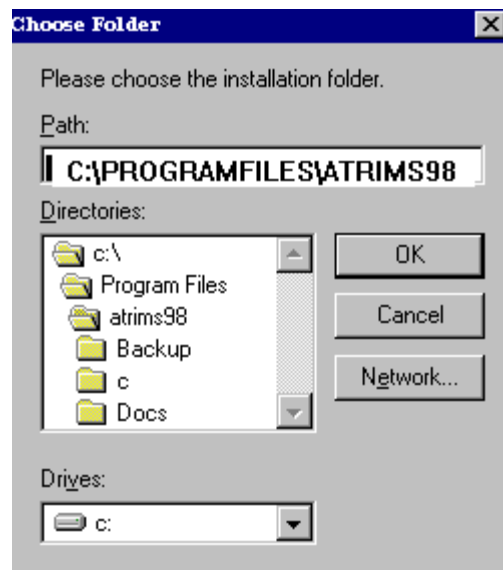 Choose Folder
Please choose the installation folder.
Path:
C:\PROGRAMFILES\ATRIMS98
Directories:
c:\
OK
Program Files
atrims98
Cancel
Backup
c
Network...
Docs
Drives:
c: